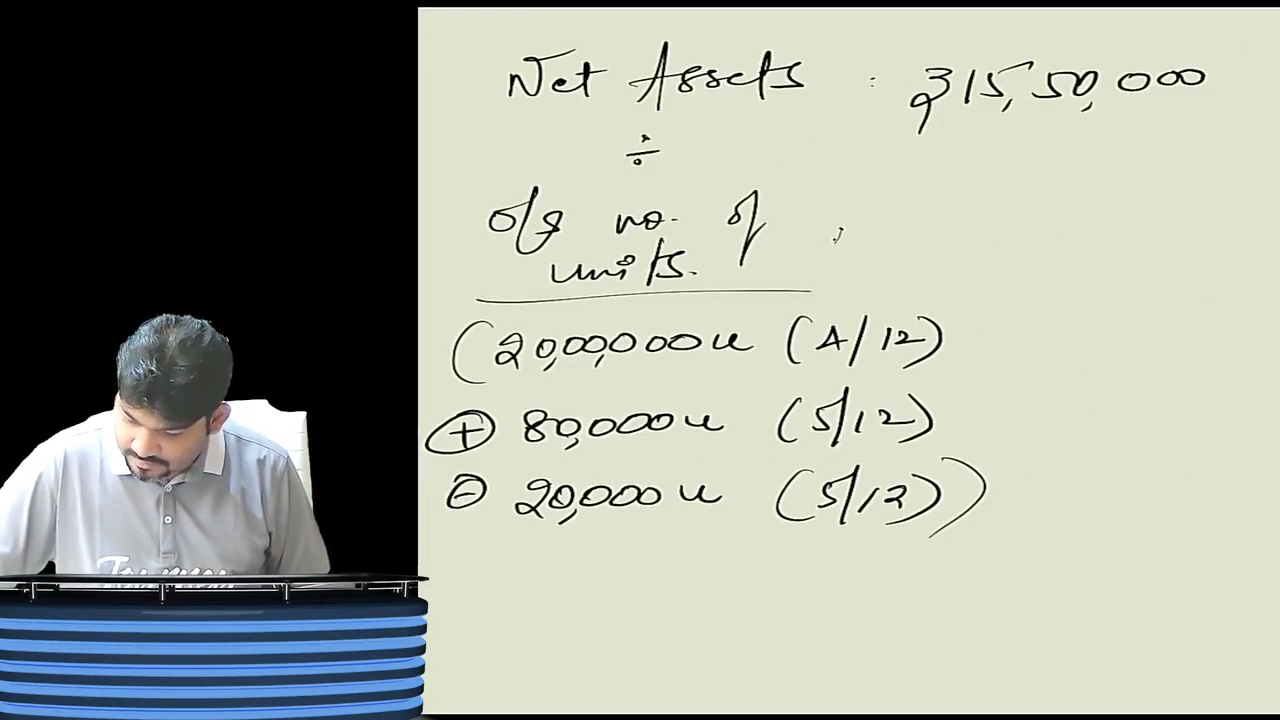 Net Assets : ₹15,50,000
÷
o/s no. of :
units.
(20,00,000u (4/12)
+ 80,000u (5/12)
- 20,000u (5/12))